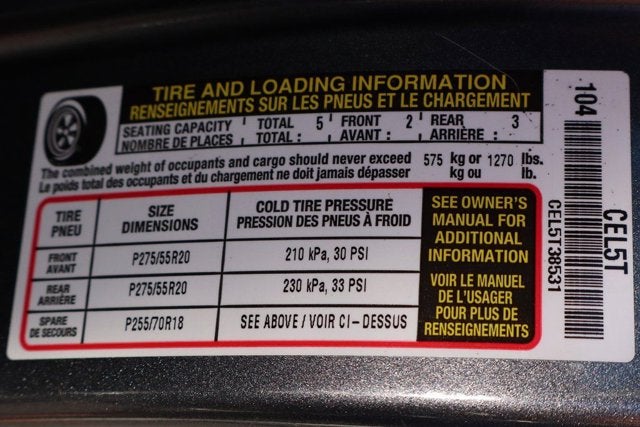 TIRE AND LOADING INFORMATION
RENSEIGNEMENTS SUR LES PNEUS ET LE CHARGEMENT
SEATING CAPACITY TOTAL 5 FRONT 2 REAR 3
NOMBRE DE PLACES TOTAL : AVANT : ARRIÈRE :
The combined weight of occupants and cargo should never exceed 575 kg or 1270 lbs.
Le poids total des occupants et du chargement ne doit jamais dépasser kg ou lb.
TIRE SIZE COLD TIRE PRESSURE
PNEU DIMENSIONS PRESSION DES PNEUS À FROID
FRONT
AVANT P275/55R20 210 kPa, 30 PSI
REAR
ARRIÈRE P275/55R20 230 kPa, 33 PSI
SPARE
DE SECOURS P255/70R18 SEE ABOVE / VOIR CI-DESSUS
SEE OWNER'S
MANUAL FOR
ADDITIONAL
INFORMATION
VOIR LE MANUEL
DE L'USAGER
POUR PLUS DE
RENSEIGNEMENTS
104
CEL5T38531
CEL5T